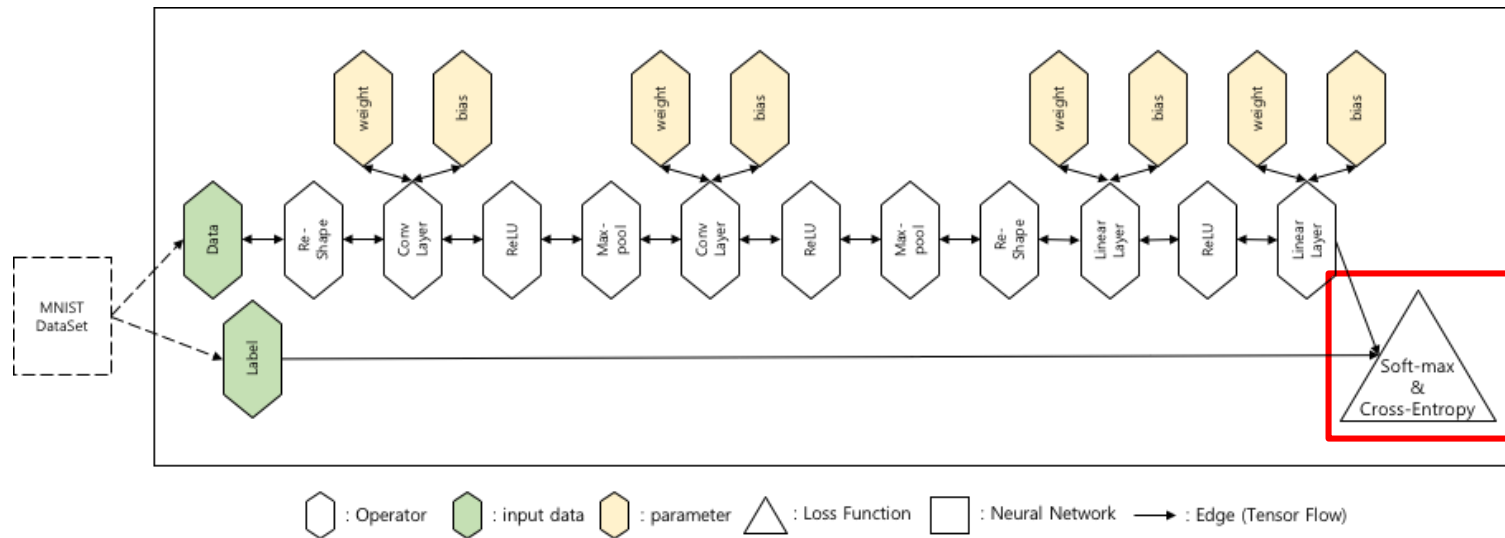 weight
bias
weight
bias
weight
bias
weight
bias
Data
Re-
Shape
Conv
Layer
ReLU
Max-
pool
Conv
Layer
ReLU
Max-
pool
Re-
Shape
Linear
Layer
ReLU
Linear
Layer
MNIST
DataSet
Label
Soft-max
&
Cross-Entropy
: Operator
: input data
: parameter
: Loss Function
: Neural Network
: Edge (Tensor Flow)